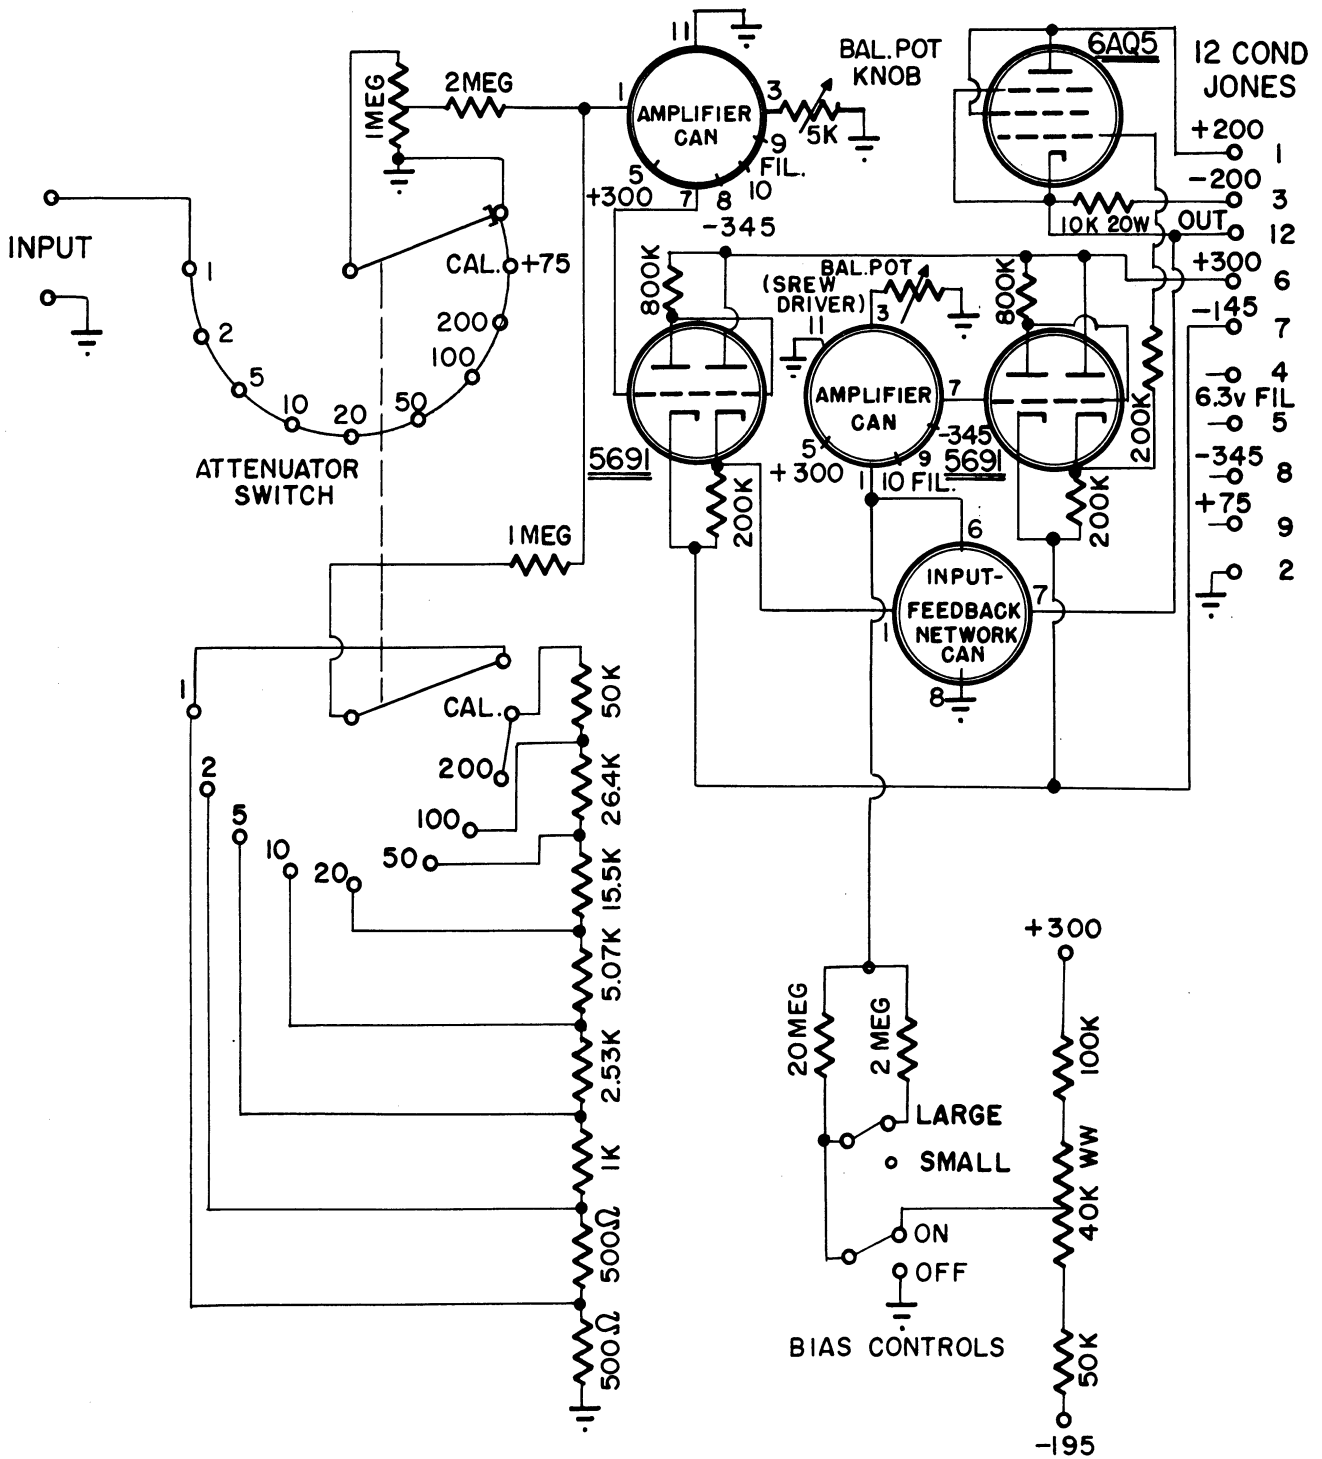 11
BAL. POT
KNOB
6AQ5
12 COND
JONES
1MEG
2MEG
1
AMPLIFIER
CAN
3
5K
9
FIL.
10
5
+300
7
8
-345
+200
1
-200
3
10K 20W
OUT
12
+300
6
-145
7
4
6.3v FIL
5
-345
8
+75
9
2
INPUT
1
2
5
10
20
50
100
200
CAL.
+75
ATTENUATOR
SWITCH
800K
BAL.POT
(SREW
DRIVER)
11
3
800K
AMPLIFIER
CAN
7
-345
5
+300
9
1
10 FIL.
5691
5691
200K
200K
200K
1 MEG
6
INPUT-
FEEDBACK
NETWORK
CAN
1
7
8
1
2
5
10
20
50
100
200
CAL.
50K
26.4K
15.5K
5.07K
2.53K
1K
500Ω
500Ω
20MEG
2MEG
LARGE
SMALL
ON
OFF
BIAS CONTROLS
+300
100K
40K WW
50K
-195